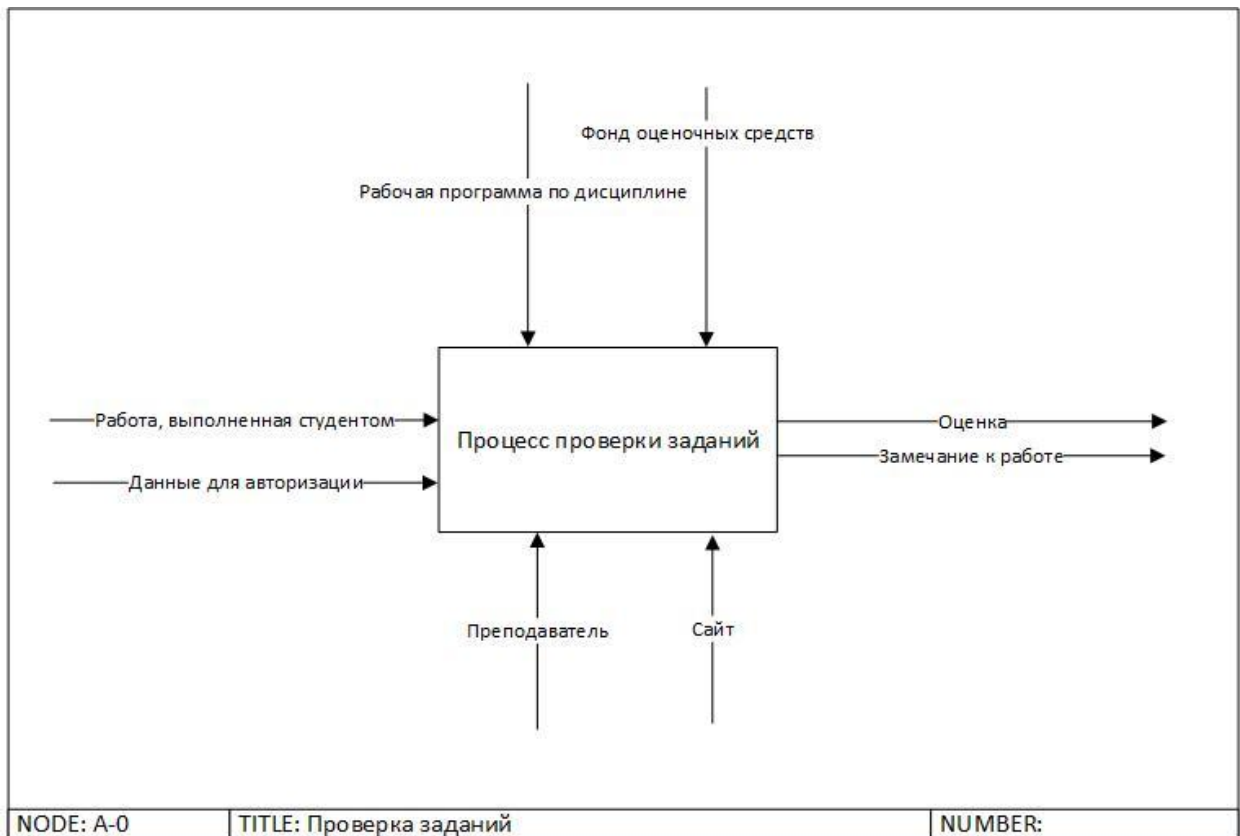 Фонд оценочных средств
Рабочая программа по дисциплине
Работа, выполненная студентом
Данные для авторизации
Процесс проверки заданий
Оценка
Замечание к работе
Преподаватель
Сайт
NODE: A-0
TITLE: Проверка заданий
NUMBER: